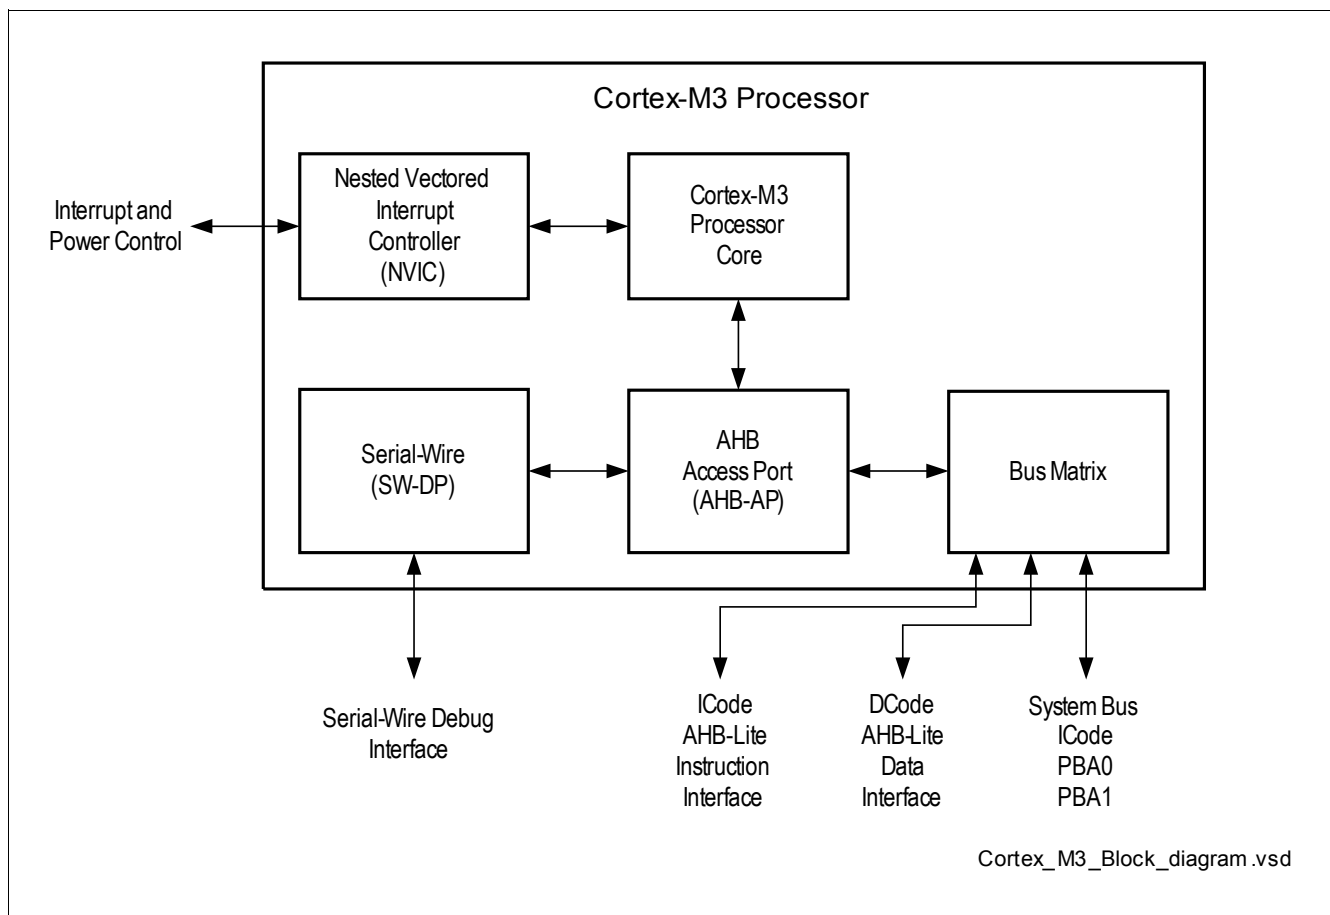 Cortex-M3 Processor
Nested Vectored
Interrupt
Controller
(NVIC)
Cortex-M3
Processor
Core
Interrupt and
Power Control
Serial-Wire
(SW-DP)
AHB
Access Port
(AHB-AP)
Bus Matrix
Serial-Wire Debug
Interface
ICode
AHB-Lite
Instruction
Interface
DCode
AHB-Lite
Data
Interface
System Bus
ICode
PBA0
PBA1
Cortex_M3_Block_diagram.vsd